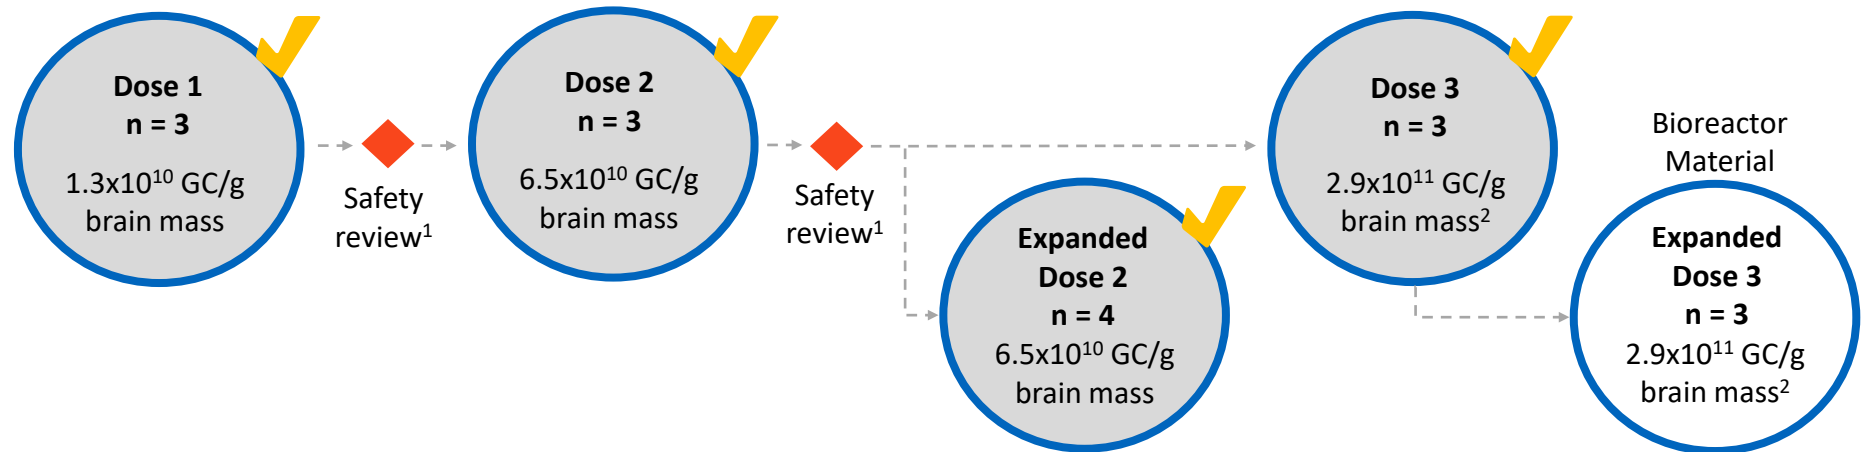 Dose 1
n = 3
1.3x10¹⁰ GC/g
brain mass
Safety
review¹
Dose 2
n = 3
6.5x10¹⁰ GC/g
brain mass
Safety
review¹
Expanded
Dose 2
n = 4
6.5x10¹⁰ GC/g
brain mass
Dose 3
n = 3
2.9x10¹¹ GC/g
brain mass²
Bioreactor
Material
Expanded
Dose 3
n = 3
2.9x10¹¹ GC/g
brain mass²